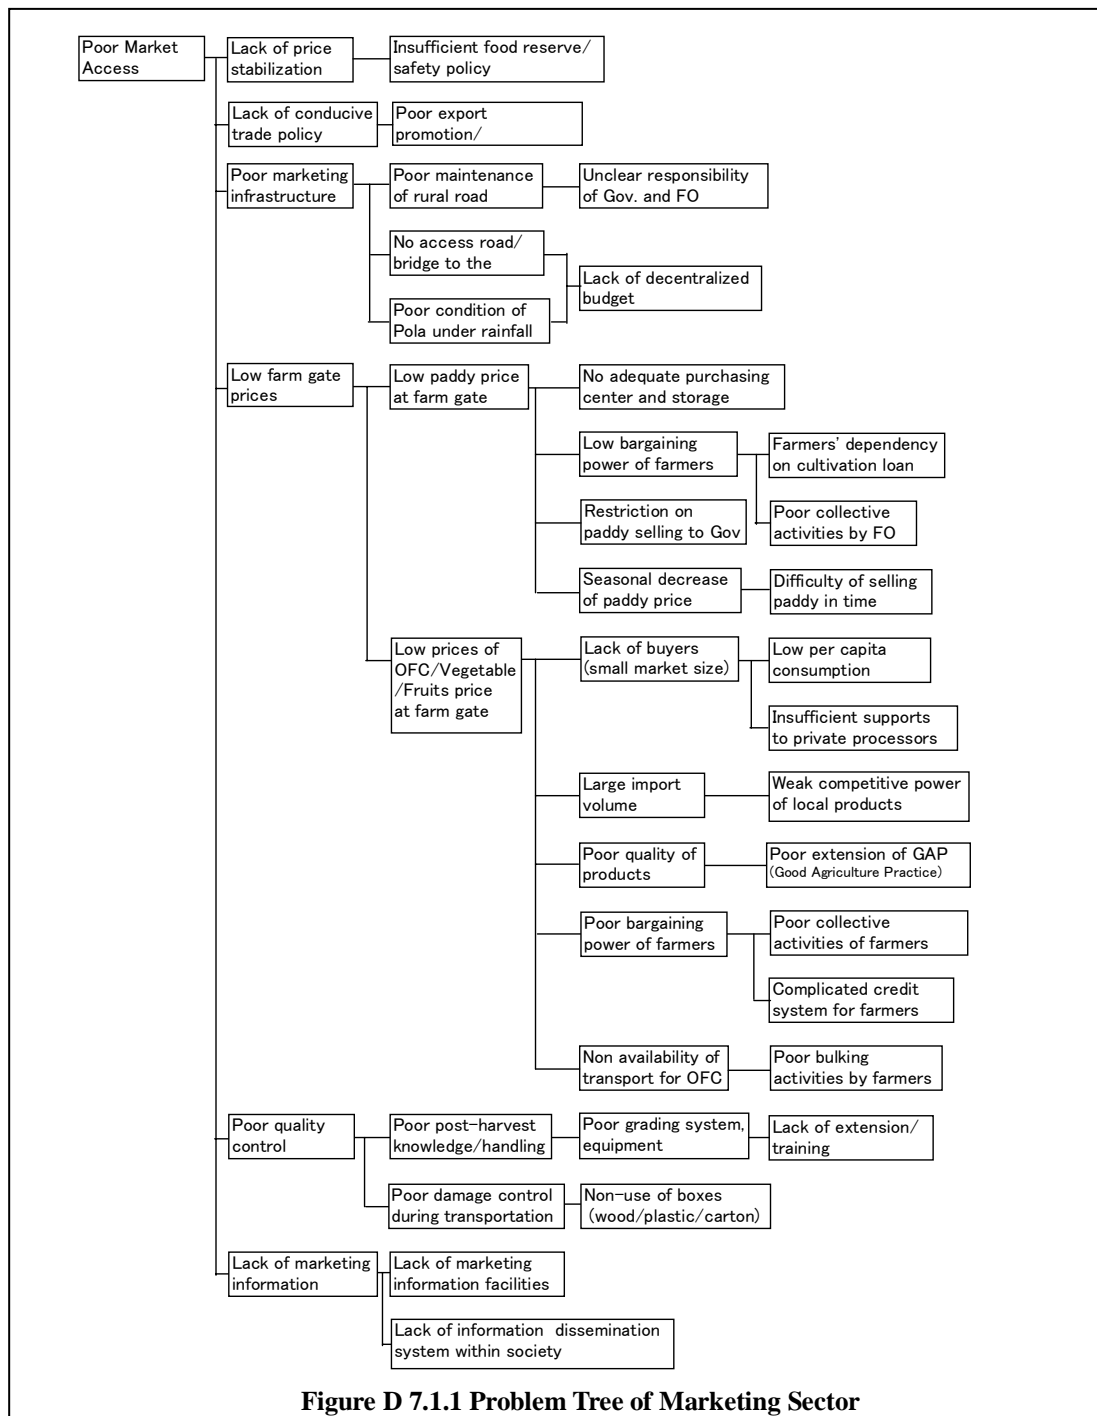 Poor Market
Access
Lack of price
stabilization
Insufficient food reserve/
safety policy
Lack of conducive
trade policy
Poor export
promotion/
Poor marketing
infrastructure
Poor maintenance
of rural road
Unclear responsibility
of Gov. and FO
No access road/
bridge to the
Lack of decentralized
budget
Poor condition of
Pola under rainfall
Low farm gate
prices
Low paddy price
at farm gate
No adequate purchasing
center and storage
Low bargaining
power of farmers
Farmers' dependency
on cultivation loan
Poor collective
activities by FO
Restriction on
paddy selling to Gov
Seasonal decrease
of paddy price
Difficulty of selling
paddy in time
Low prices of
OFC/Vegetable
/Fruits price
at farm gate
Lack of buyers
(small market size)
Low per capita
consumption
Insufficient supports
to private processors
Large import
volume
Weak competitive power
of local products
Poor quality of
products
Poor extension of GAP
(Good Agriculture Practice)
Poor bargaining
power of farmers
Poor collective
activities of farmers
Complicated credit
system for farmers
Non availability of
transport for OFC
Poor bulking
activities by farmers
Poor quality
control
Poor post-harvest
knowledge/handling
Poor grading system,
equipment
Lack of extension/
training
Poor damage control
during transportation
Non-use of boxes
(wood/plastic/carton)
Lack of marketing
information
Lack of marketing
information facilities
Lack of information dissemination
system within society
Figure D 7.1.1 Problem Tree of Marketing Sector